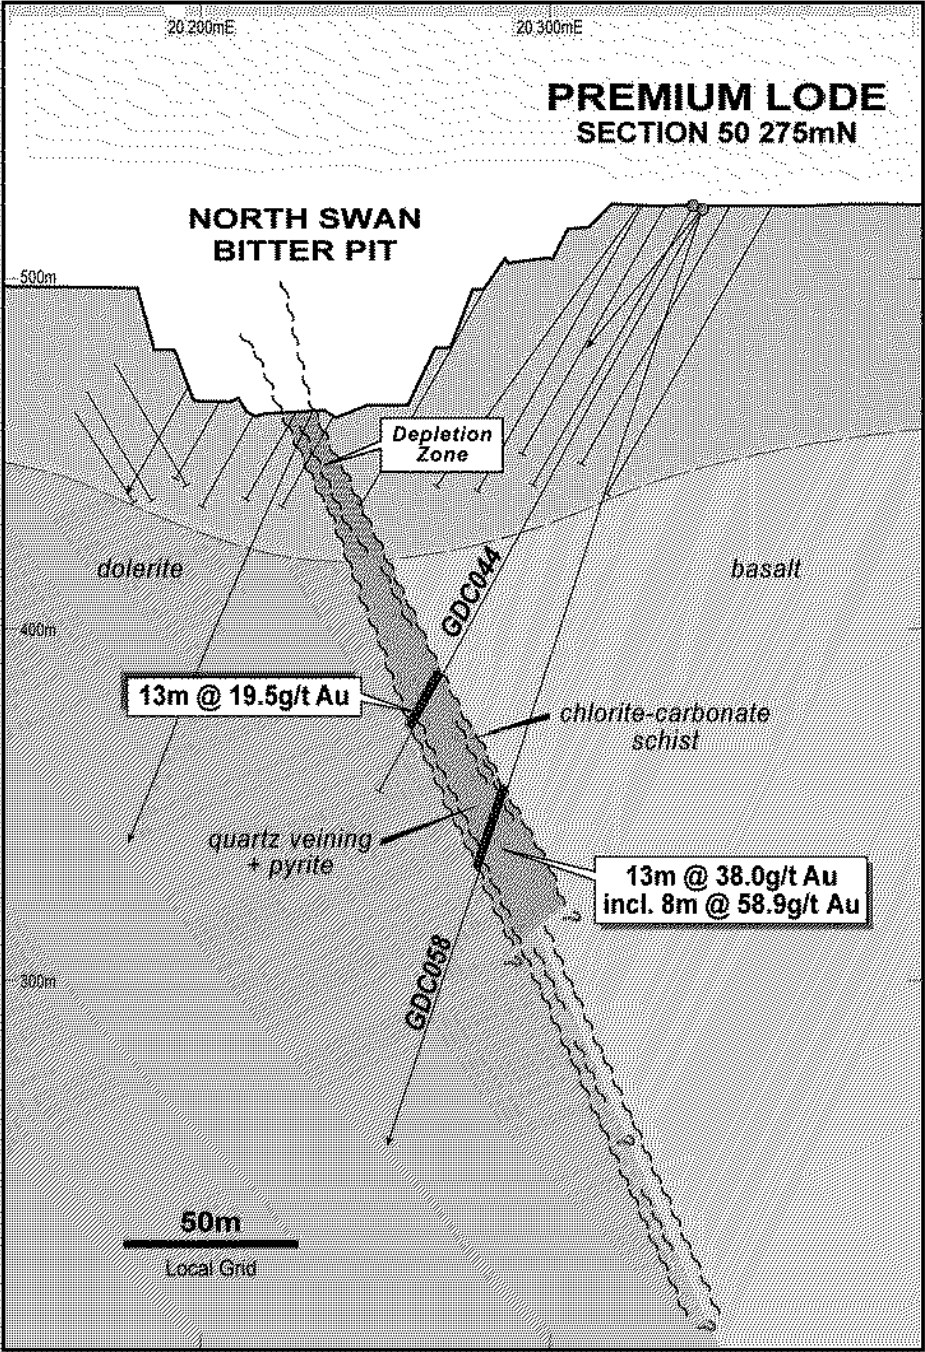 20 200mE
20 300mE
PREMIUM LODE
SECTION 50 275mN
NORTH SWAN
BITTER PIT
500m
Depletion
Zone
dolerite
basalt
GDC044
400m
13m @ 19.5g/t Au
chlorite-carbonate
schist
quartz veining
+ pyrite
13m @ 38.0g/t Au
incl. 8m @ 58.9g/t Au
?
?
GDC058
300m
?
50m
Local Grid
?